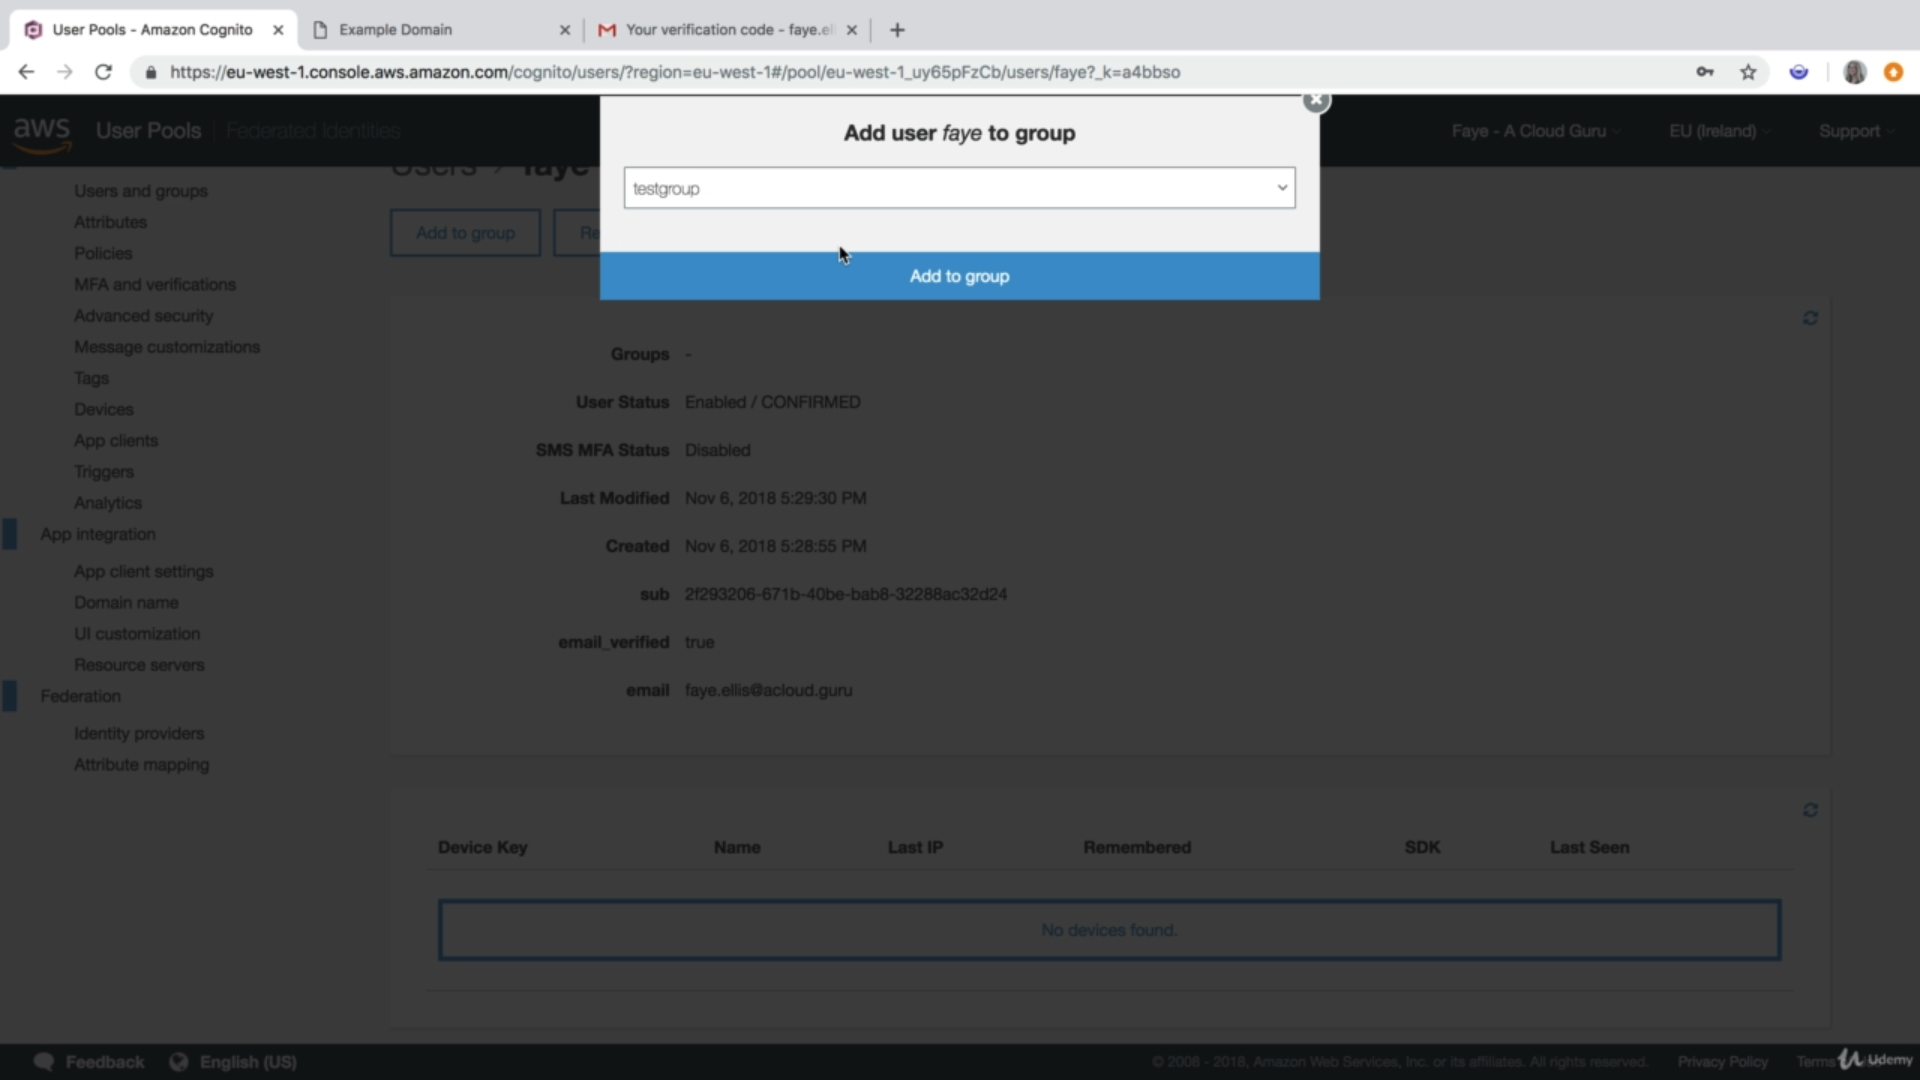 User Pools - Amazon Cognito
Example Domain
Your verification code - faye.el
https://eu-west-1.console.aws.amazon.com/cognito/users/?region=eu-west-1#/pool/eu-west-1_uy65pFzCb/users/faye?_k=a4bbso
aws User Pools Federated Identities
Faye - A Cloud Guru EU (Ireland) Support
Add user faye to group
testgroup
Add to group
Users > faye
Add to group Re
Users and groups
Attributes
Policies
MFA and verifications
Advanced security
Message customizations
Tags
Devices
App clients
Triggers
Analytics
App integration
App client settings
Domain name
UI customization
Resource servers
Federation
Identity providers
Attribute mapping
Groups -
User Status Enabled / CONFIRMED
SMS MFA Status Disabled
Last Modified Nov 6, 2018 5:29:30 PM
Created Nov 6, 2018 5:28:55 PM
sub 2f293206-671b-40be-bab8-32288ac32d24
email_verified true
email faye.ellis@acloud.guru
Device Key Name Last IP Remembered SDK Last Seen
No devices found.
Feedback English (US)
© 2008 - 2018, Amazon Web Services, Inc. or its affiliates. All rights reserved. Privacy Policy Terms
Udemy